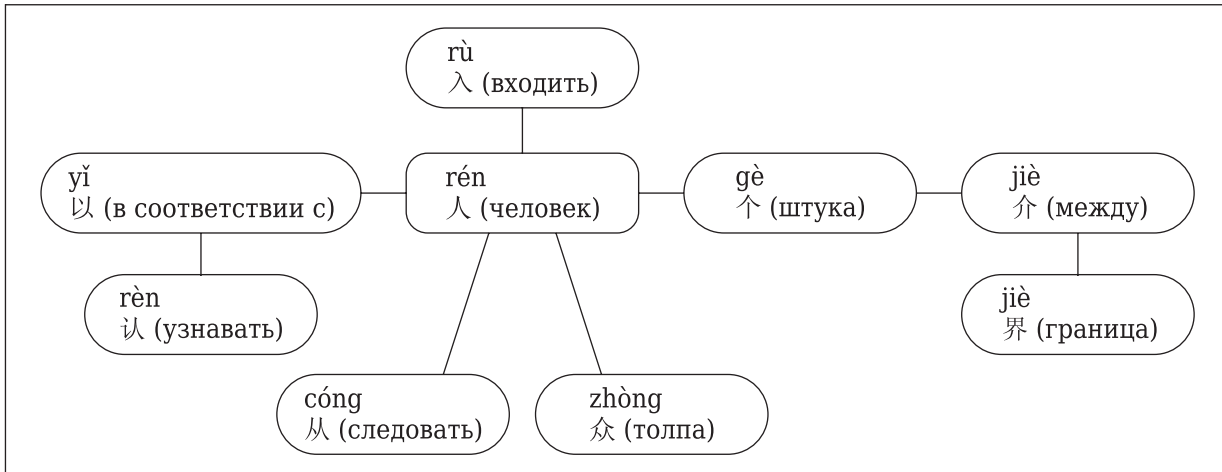 rù
入 (входить)
yǐ
以 (в соответствии с)
rén
人 (человек)
gè
个 (штука)
jiè
介 (между)
rèn
认 (узнавать)
jiè
界 (граница)
cóng
从 (следовать)
zhòng
众 (толпа)